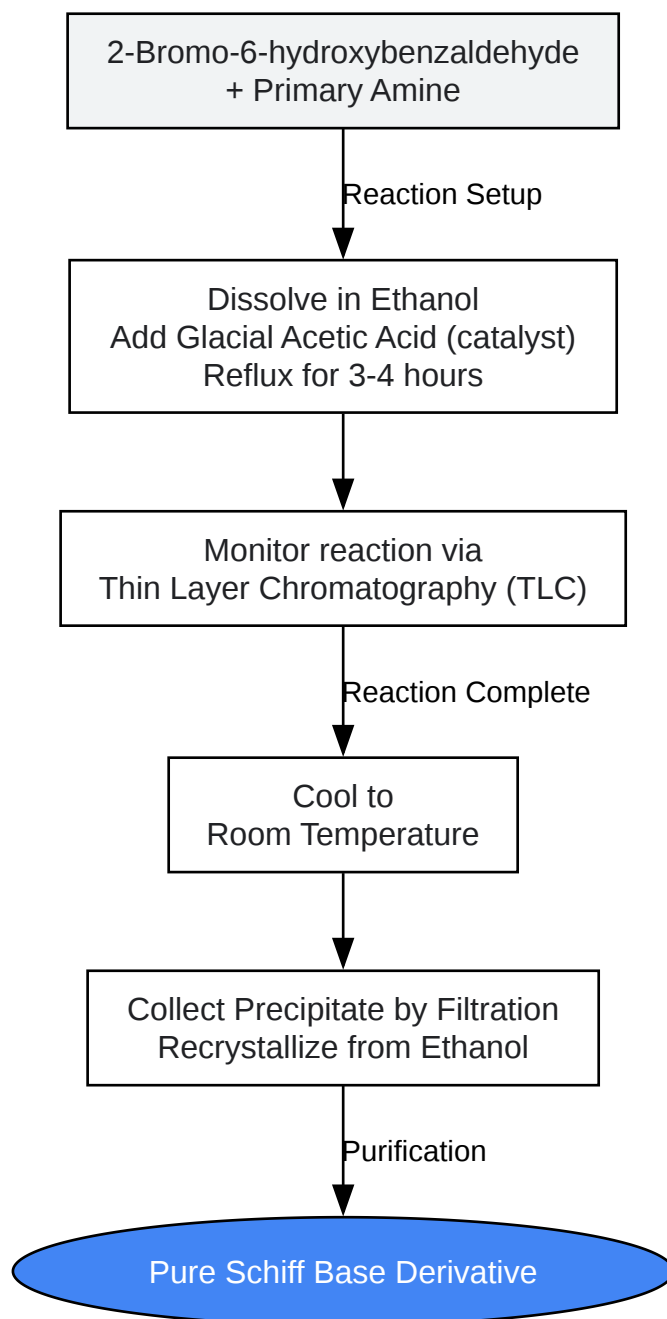 2-Bromo-6-hydroxybenzaldehyde
+ Primary Amine
Reaction Setup
Dissolve in Ethanol
Add Glacial Acetic Acid (catalyst)
Reflux for 3-4 hours
Monitor reaction via
Thin Layer Chromatography (TLC)
Reaction Complete
Cool to
Room Temperature
Collect Precipitate by Filtration
Recrystallize from Ethanol
Purification
Pure Schiff Base Derivative